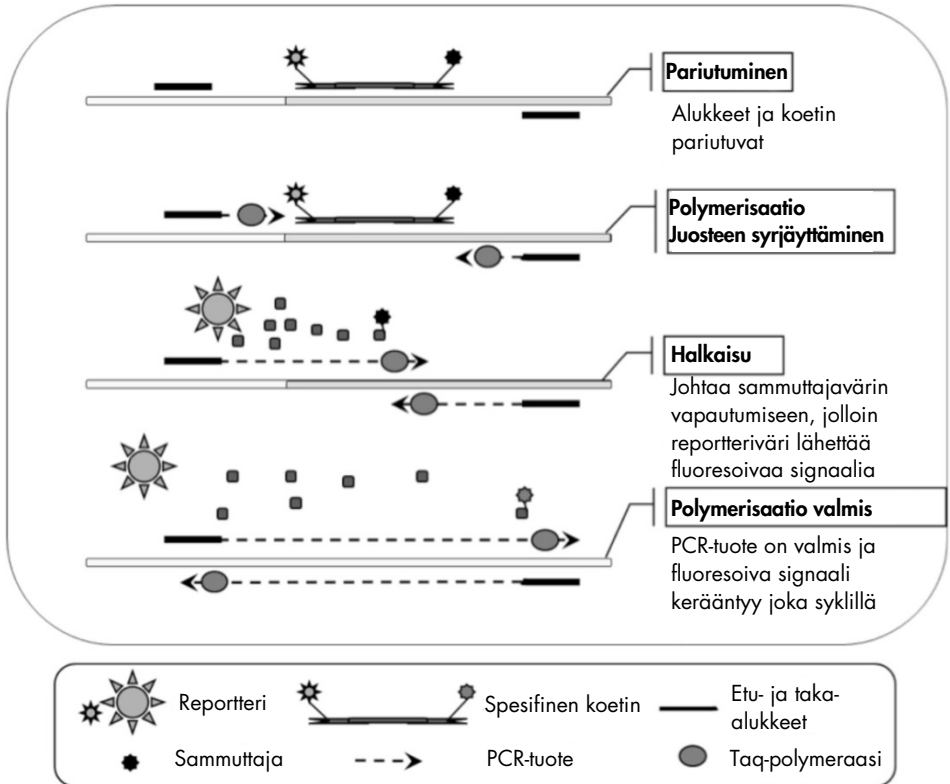 Pariutuminen
Alukkeet ja koetin
pariutuvat
Polymerisaatio
Juosteen syrjäyttäminen
Halkaisu
Johtaa sammuttajavärin
vapautumiseen, jolloin
reportteriväri lähettää
fluoresoivaa signaalia
Polymerisaatio valmis
PCR-tuote on valmis ja
fluoresoiva signaali
kerääntyy joka syklillä
Reportteri
Spesifinen koetin
Etu- ja taka-
alukkeet
Sammuttaja
PCR-tuote
Taq-polymeraasi